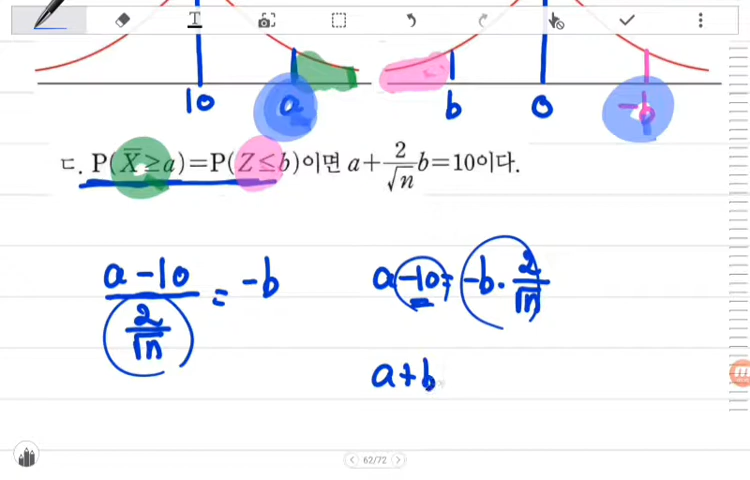 10 a b 0 -b
ㄷ. P(X̄≥a)=P(Z≤b)이면 a+2/√n b=10이다.
(a-10)/(2/√n) = -b
a-10 = -b · 2/√n
a+b
62/72